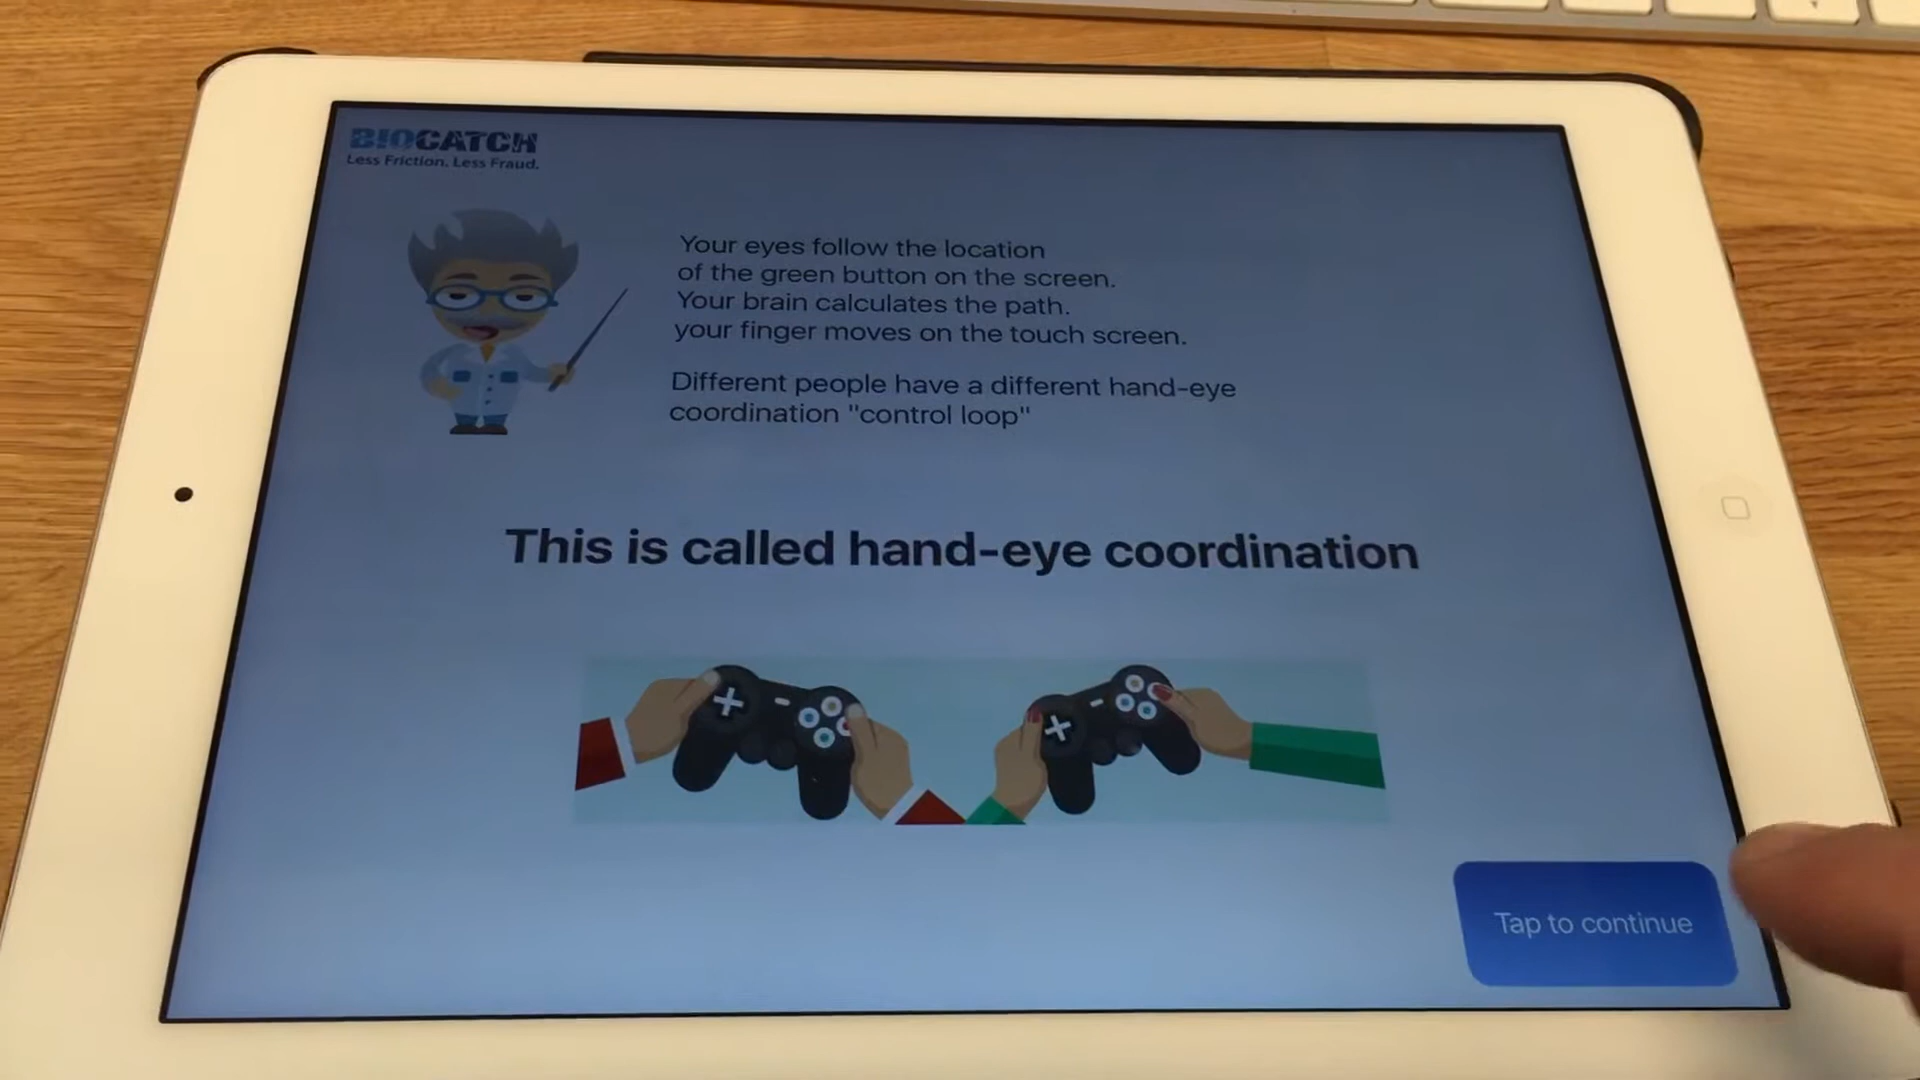 BIOCATCH
Less Friction. Less Fraud.
Your eyes follow the location
of the green button on the screen.
Your brain calculates the path.
your finger moves on the touch screen.
Different people have a different hand-eye
coordination "control loop"
This is called hand-eye coordination
Tap to continue